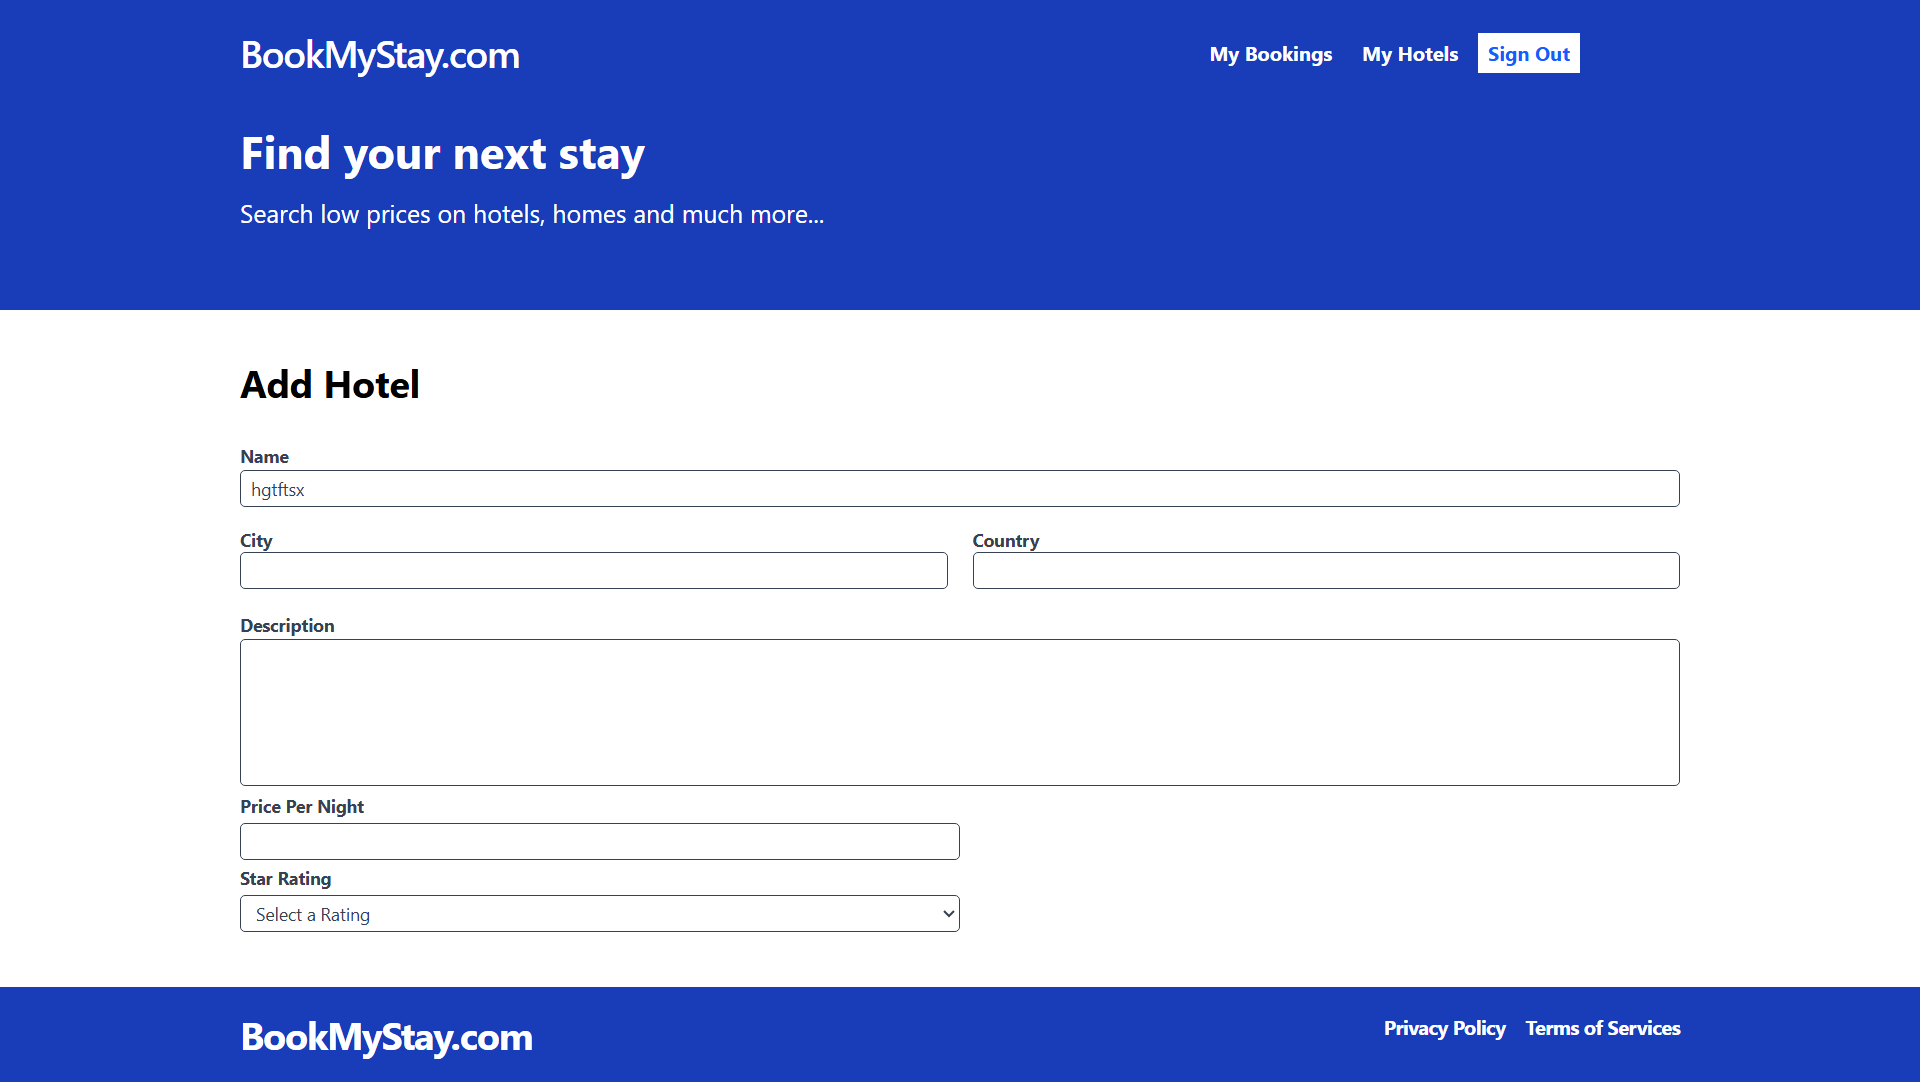 BookMyStay.com
My Bookings
My Hotels
Sign Out
Find your next stay
Search low prices on hotels, homes and much more...
Add Hotel
Name
hgtftsx
City
Country
Description
Price Per Night
Star Rating
Select a Rating
BookMyStay.com
Privacy Policy
Terms of Services